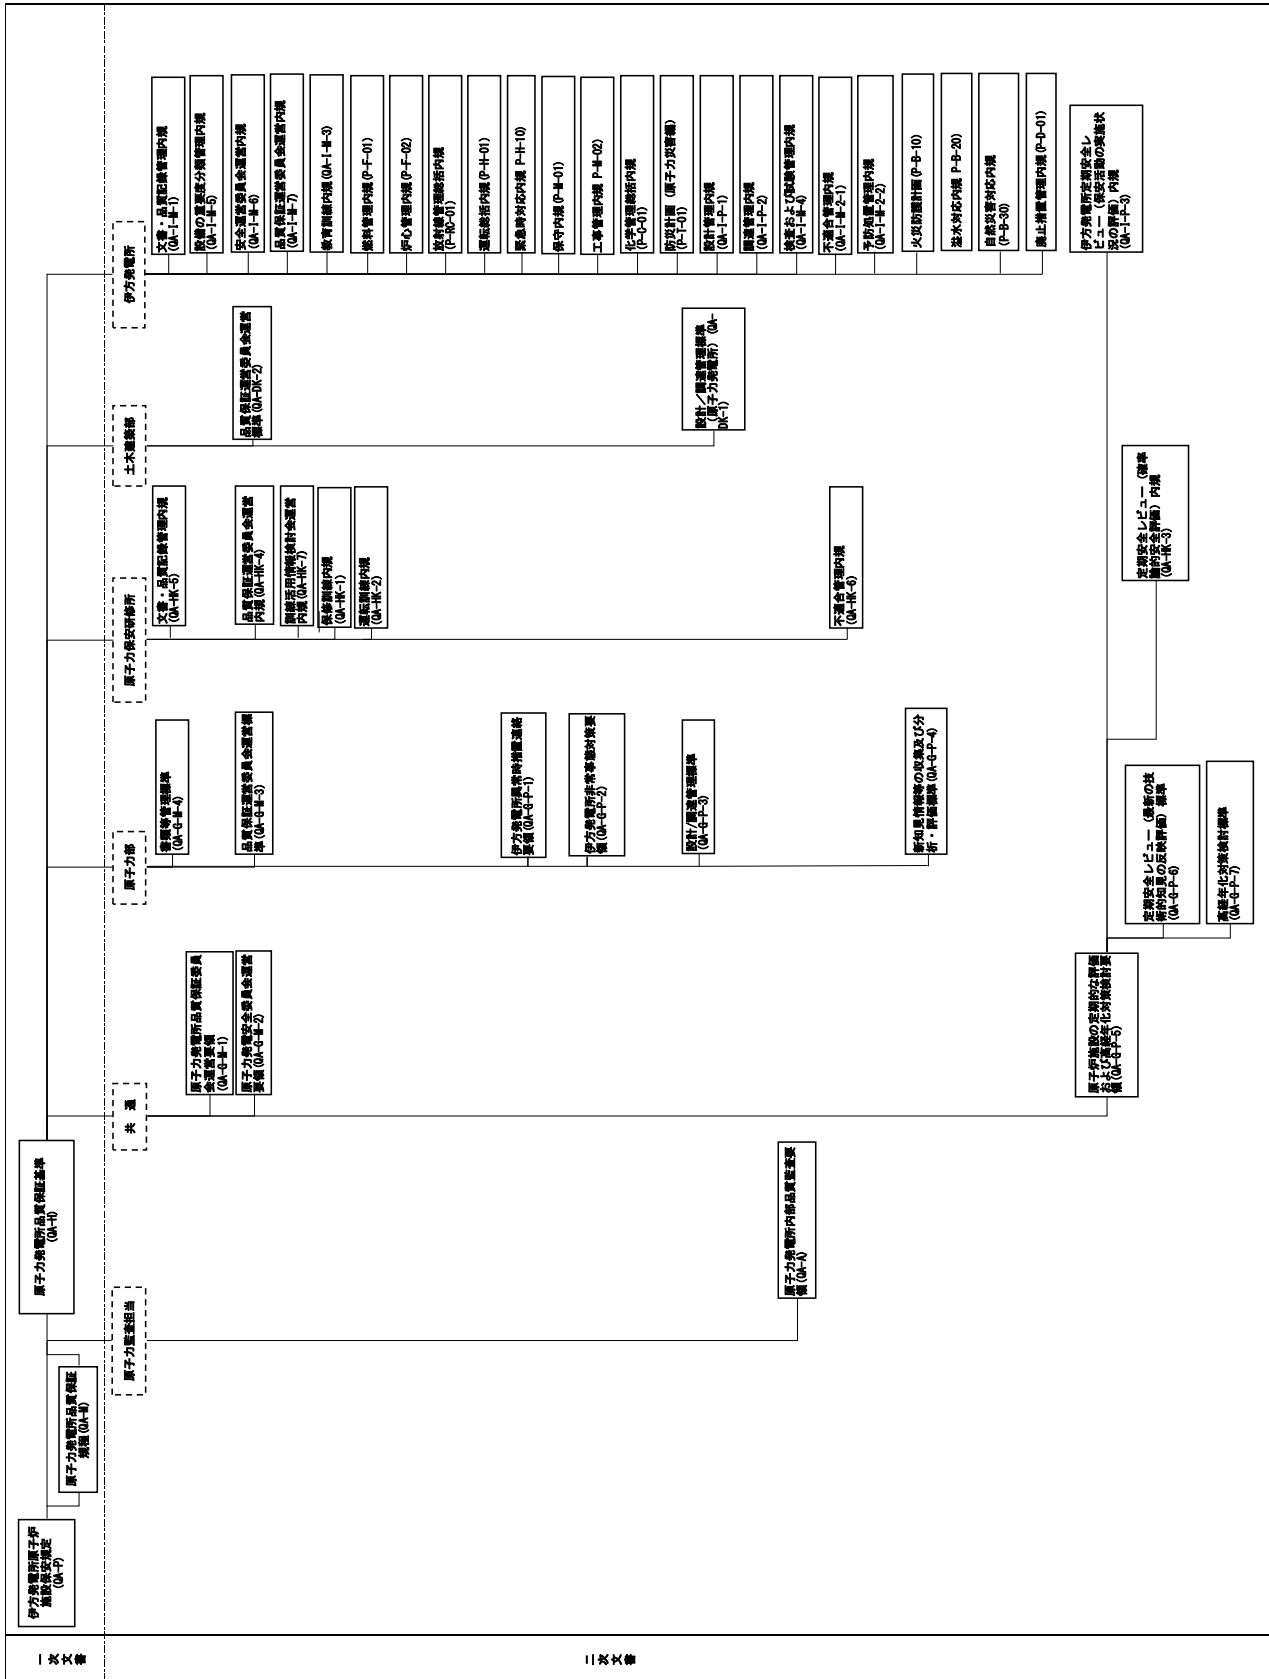 一次文書
伊方発電所原子炉
施設保安規定
(QA-P)
原子力発電所品質保証
規程(QA-M)
原子力発電所品質保証基準
(QA-H)
二次文書
原子力監査担当
原子力発電所内部品質監査要
領(QA-A)
共 通
原子力発電所品質保証委員
会運営要領
(QA-G-M-1)
原子力発電安全委員会運営
要領(QA-G-M-2)
原子炉施設の定期的な評価
および高経年化対策検討要
領(QA-G-P-5)
原子力部
書類等管理標準
(QA-G-M-4)
品質保証運営委員会運営標
準(QA-G-M-3)
伊方発電所異常時措置連絡
要領(QA-G-P-1)
伊方発電所非常事態対策要
領(QA-G-P-2)
設計/調達管理標準
(QA-G-P-3)
新知見情報等の収集及び分
析・評価標準(QA-G-P-4)
定期安全レビュー（最新の技
術的知見の反映評価）標準
(QA-G-P-6)
高経年化対策検討標準
(QA-G-P-7)
原子力保安研修所
文書・品質記録管理内規
(QA-HK-5)
品質保証運営委員会運営
内規(QA-HK-4)
訓練活用情報検討会運営
内規(QA-HK-7)
保修訓練内規
(QA-HK-1)
運転訓練内規
(QA-HK-2)
不適合管理内規
(QA-HK-6)
定期安全レビュー（確率
論的安全評価）内規
(QA-HK-3)
土木建築部
品質保証運営委員会運営
標準(QA-DK-2)
設計／調達管理標準
（原子力発電所）(QA-
DK-1)
伊方発電所
文書・品質記録管理内規
(QA-I-M-1)
設備の重要度分類管理内規
(QA-I-M-5)
安全運営委員会運営内規
(QA-I-M-6)
品質保証運営委員会運営内規
(QA-I-M-7)
教育訓練内規(QA-I-M-3)
燃料管理内規(P-F-01)
炉心管理内規(P-F-02)
放射線管理総括内規
(P-RC-01)
運転総括内規(P-H-01)
緊急時対応内規 P-H-10)
保守内規(P-M-01)
工事管理内規 P-M-02)
化学管理総括内規
(P-C-01)
防災計画（原子力災害編）
(P-T-01)
設計管理内規
(QA-I-P-1)
調達管理内規
(QA-I-P-2)
検査および試験管理内規
(QA-I-M-4)
不適合管理内規
(QA-I-M-2-1)
予防処置管理内規
(QA-I-M-2-2)
火災防護計画(P-B-10)
溢水対応内規 P-B-20)
自然災害対応内規
(P-B-30)
廃止措置管理内規(P-D-01)
伊方発電所定期安全レ
ビュー（保安活動の実施状
況の評価）内規
(QA-I-P-3)